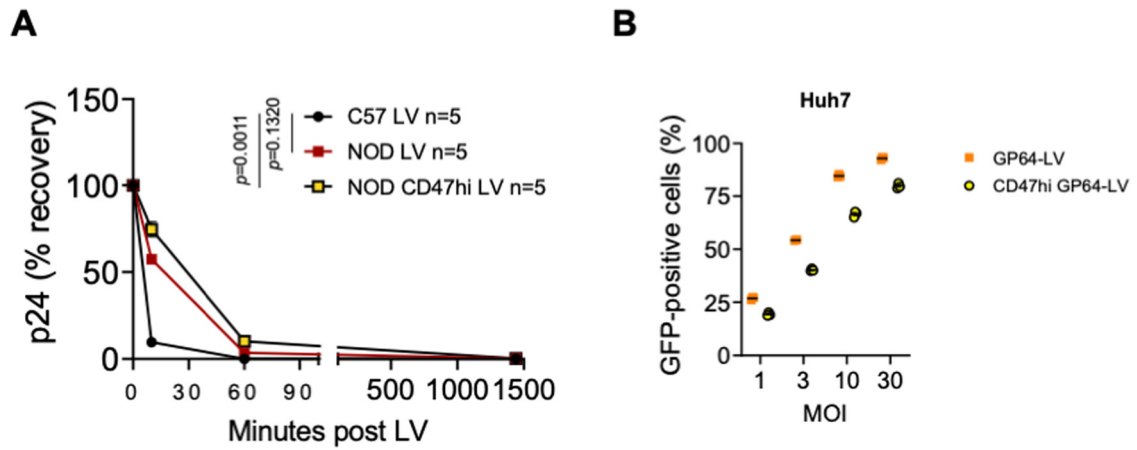 A
B
p24 (% recovery)
150
100
50
0
p=0.0011
p=0.1320
C57 LV n=5
NOD LV n=5
NOD CD47hi LV n=5
0 30 60 90 500 1000 1500
Minutes post LV
Huh7
GFP-positive cells (%)
100
75
50
25
0
1 3 10 30
MOI
GP64-LV
CD47hi GP64-LV